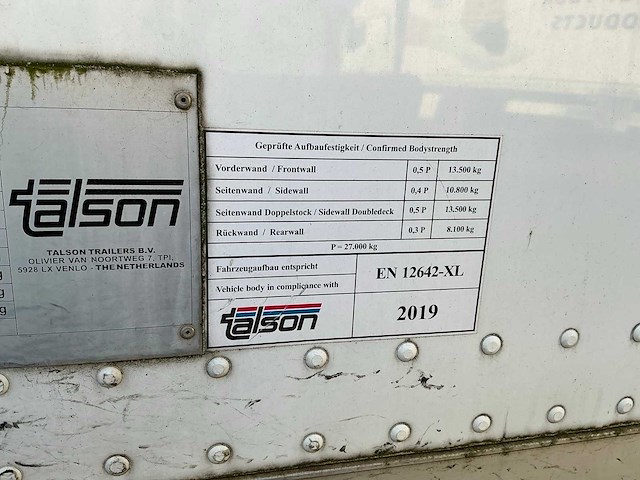 PRODUCTS
talson
TALSON TRAILERS B.V.
OLIVIER VAN NOORTWEG 7, TPI,
5928 LX VENLO - THE NETHERLANDS
g
g
g
Geprüfte Aufbaufestigkeit / Confirmed Bodystrength
Vorderwand / Frontwall 0,5 P 13.500 kg
Seitenwand / Sidewall 0,4 P 10.800 kg
Seitenwand Doppelstock / Sidewall Doubledeck 0,5 P 13.500 kg
Rückwand / Rearwall 0,3 P 8.100 kg
P = 27.000 kg
Fahrzeugaufbau entspricht
Vehicle body in compliance with
EN 12642-XL
talson
2019